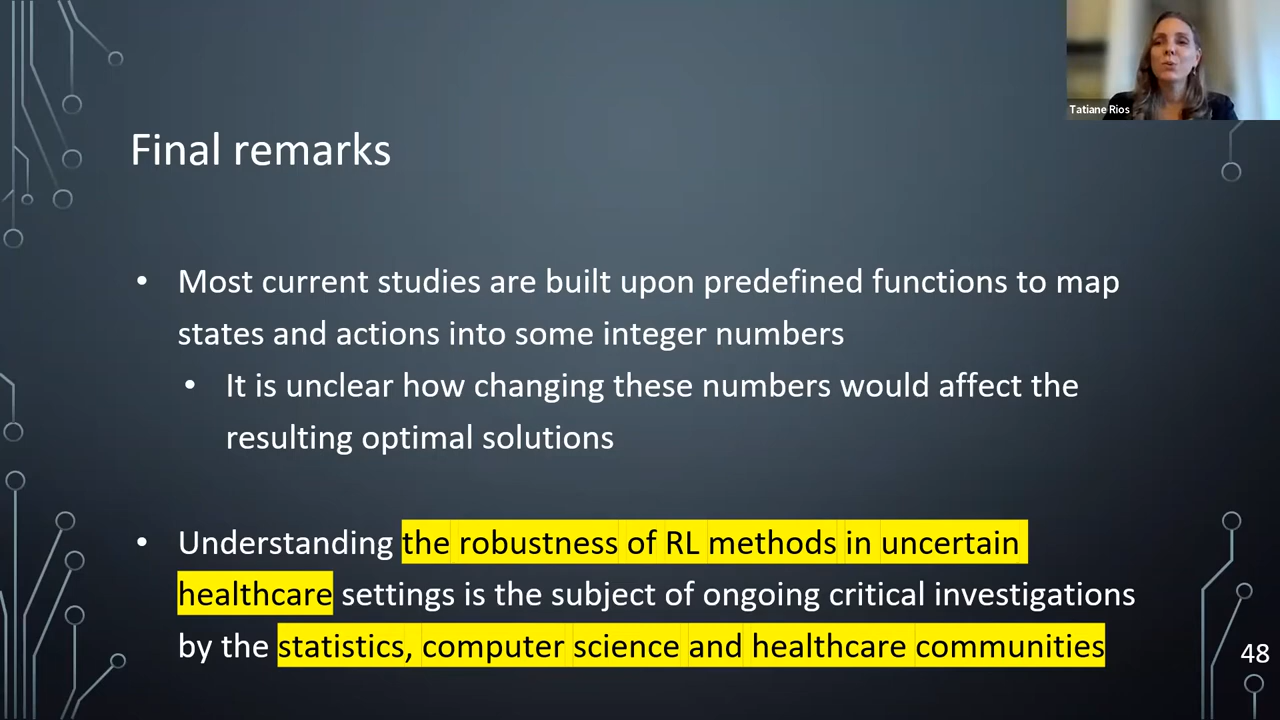 Tatiane Rios
Final remarks
• Most current studies are built upon predefined functions to map
states and actions into some integer numbers
• It is unclear how changing these numbers would affect the
resulting optimal solutions
• Understanding the robustness of RL methods in uncertain
healthcare settings is the subject of ongoing critical investigations
by the statistics, computer science and healthcare communities
48